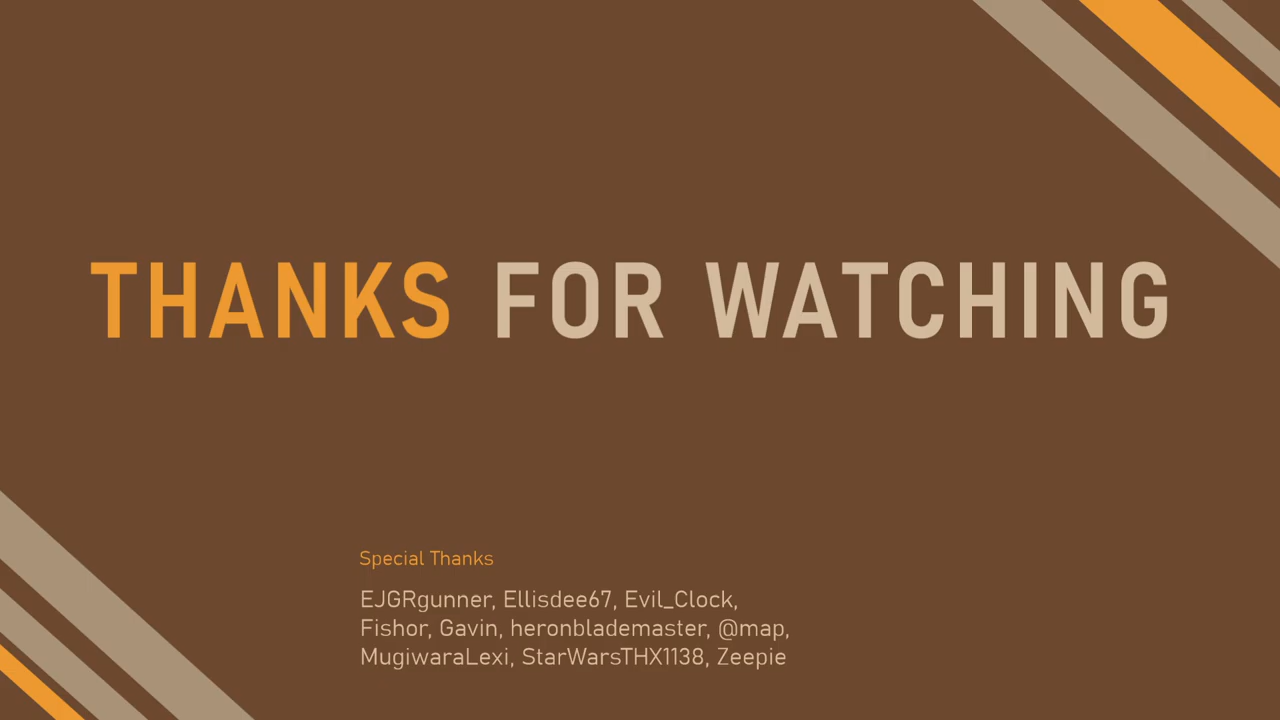 THANKS FOR WATCHING
Special Thanks
EJGRgunner, Ellisdee67, Evil_Clock,
Fishor, Gavin, heronblademaster, @map,
MugiwaraLexi, StarWarsTHX1138, Zeepie